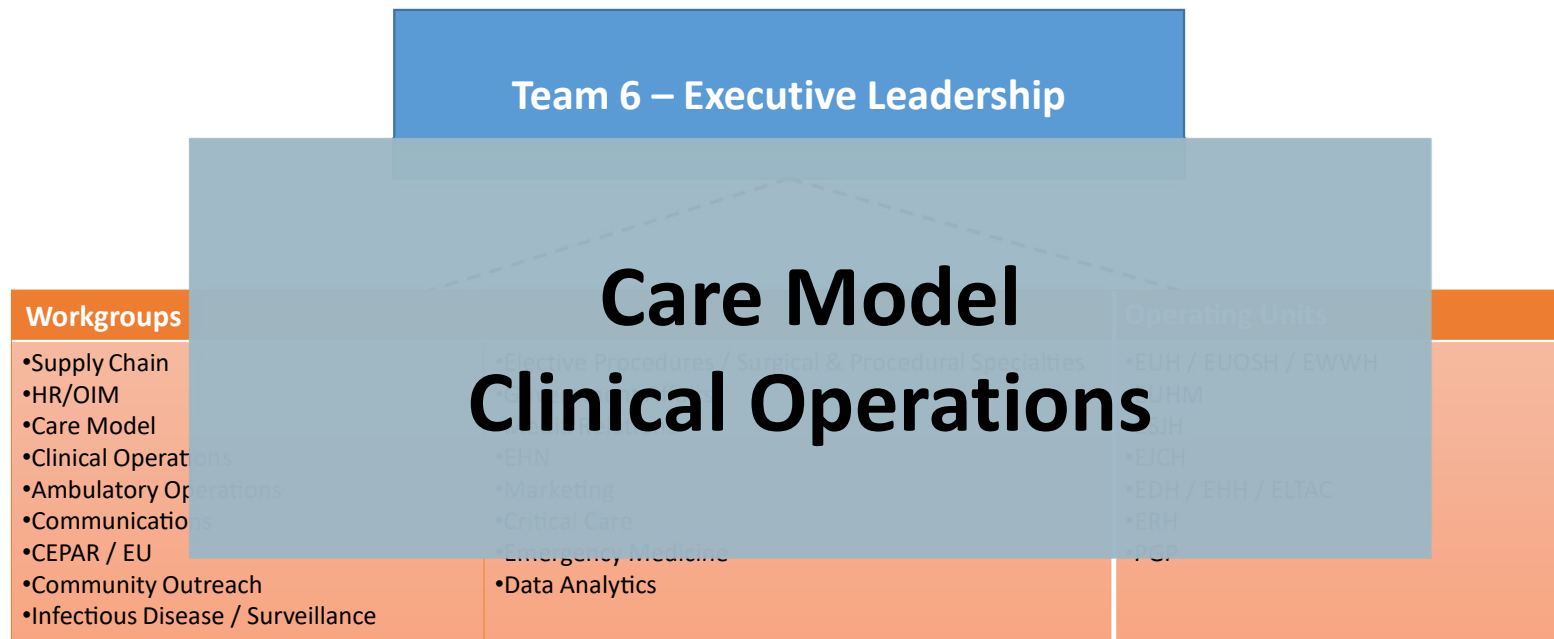 Team 6 – Executive Leadership
Care Model
Clinical Operations
Workgroups
•Supply Chain
•HR/OIM
•Care Model
•Clinical Operations
•Ambulatory Operations
•Communications
•CEPAR / EU
•Community Outreach
•Infectious Disease / Surveillance
•Elective Procedures / Surgical & Procedural Specialties
•EHN
•Marketing
•Critical Care
•Emergency Medicine
•Data Analytics
Operating Units
•EUH / EUOSH / EWWH
•EJCH
•EDH / EHH / ELTAC
•ERH
•PGP